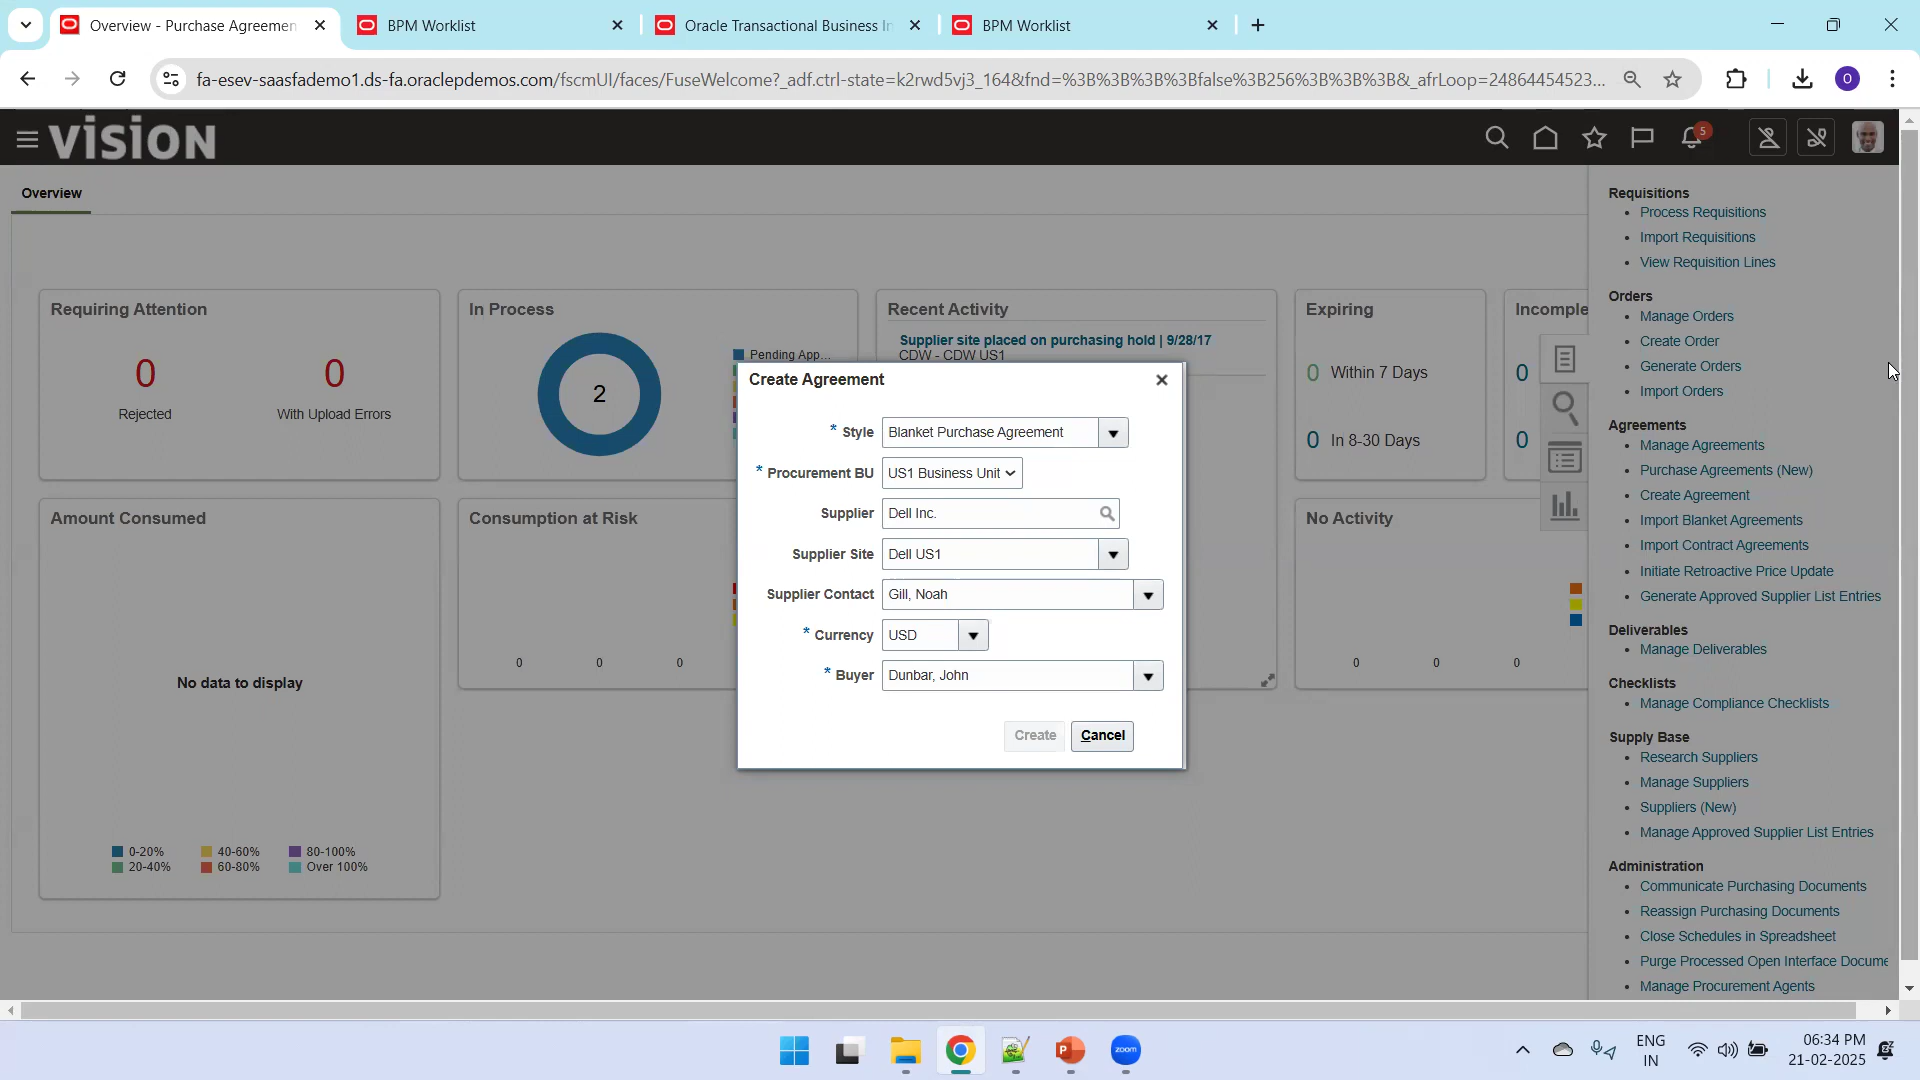 Overview - Purchase Agreemen
BPM Worklist
Oracle Transactional Business In
BPM Worklist
fa-esev-saasfademo1.ds-fa.oraclepdemos.com/fscmUI/faces/FuseWelcome?_adf.ctrl-state=k2rwd5vj3_164&fnd=%3B%3B%3B%3Bfalse%3B256%3B%3B%3B&_afrLoop=24864454523...
O
vision
5
Overview
Requiring Attention
0
Rejected
0
With Upload Errors
In Process
2
Pending App...
Recent Activity
Supplier site placed on purchasing hold | 9/28/17
CDW - CDW US1
Expiring
0 Within 7 Days
0 In 8-30 Days
Incomple
0
0
Amount Consumed
No data to display
0-20%
40-60%
80-100%
20-40%
60-80%
Over 100%
Consumption at Risk
0
0
0
No Activity
0
0
0
Create Agreement
* Style Blanket Purchase Agreement
* Procurement BU US1 Business Unit
Supplier Dell Inc.
Supplier Site Dell US1
Supplier Contact Gill, Noah
* Currency USD
* Buyer Dunbar, John
Create
Cancel
Requisitions
Process Requisitions
Import Requisitions
View Requisition Lines
Orders
Manage Orders
Create Order
Generate Orders
Import Orders
Agreements
Manage Agreements
Purchase Agreements (New)
Create Agreement
Import Blanket Agreements
Import Contract Agreements
Initiate Retroactive Price Update
Generate Approved Supplier List Entries
Deliverables
Manage Deliverables
Checklists
Manage Compliance Checklists
Supply Base
Research Suppliers
Manage Suppliers
Suppliers (New)
Manage Approved Supplier List Entries
Administration
Communicate Purchasing Documents
Reassign Purchasing Documents
Close Schedules in Spreadsheet
Purge Processed Open Interface Docume
Manage Procurement Agents
zoom
ENG
IN
06:34 PM
21-02-2025